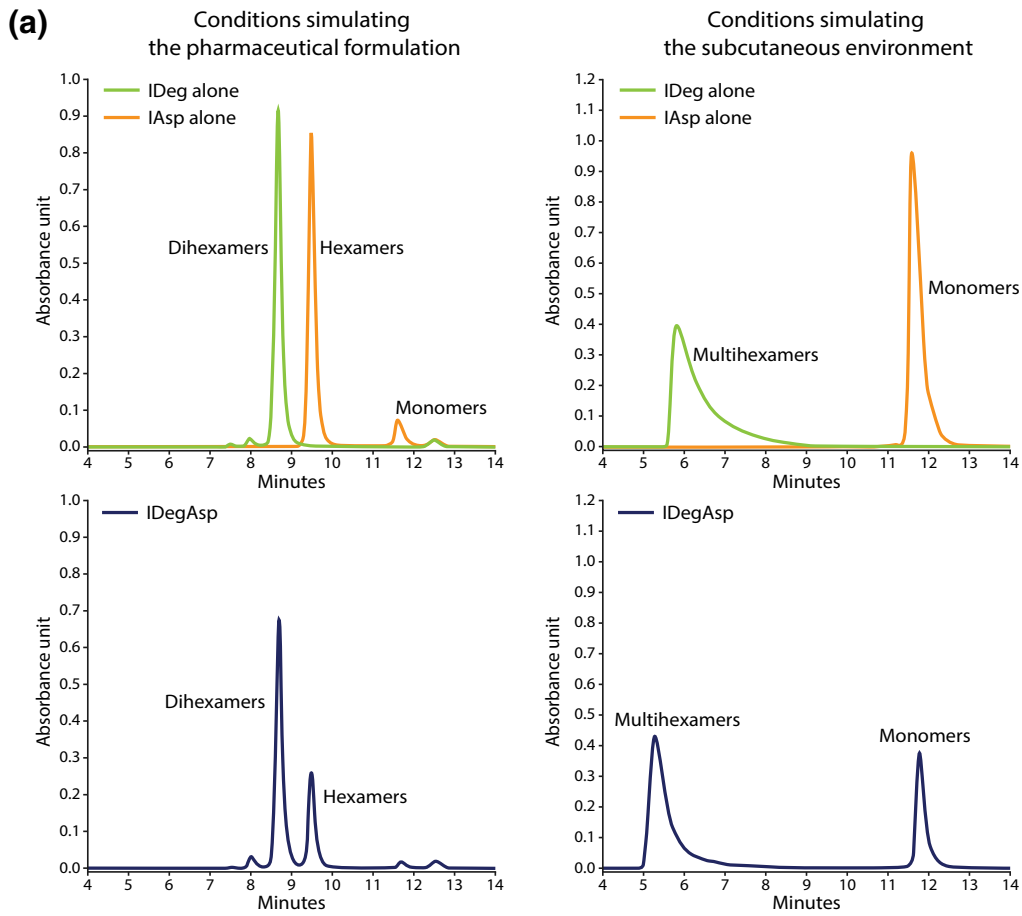 (a)
Conditions simulating
the pharmaceutical formulation
IDeg alone
IAsp alone
1.0
0.9
0.8
0.7
0.6
0.5
0.4
0.3
0.2
0.1
0.0
Absorbance unit
Dihexamers
Hexamers
Monomers
4 5 6 7 8 9 10 11 12 13 14
Minutes
Conditions simulating
the subcutaneous environment
IDeg alone
IAsp alone
1.2
1.1
1.0
0.9
0.8
0.7
0.6
0.5
0.4
0.3
0.2
0.1
0.0
Absorbance unit
Monomers
Multihexamers
4 5 6 7 8 9 10 11 12 13 14
Minutes
IDegAsp
1.0
0.9
0.8
0.7
0.6
0.5
0.4
0.3
0.2
0.1
0.0
Absorbance unit
Dihexamers
Hexamers
4 5 6 7 8 9 10 11 12 13 14
Minutes
IDegAsp
1.2
1.1
1.0
0.9
0.8
0.7
0.6
0.5
0.4
0.3
0.2
0.1
0.0
Absorbance unit
Multihexamers
Monomers
4 5 6 7 8 9 10 11 12 13 14
Minutes